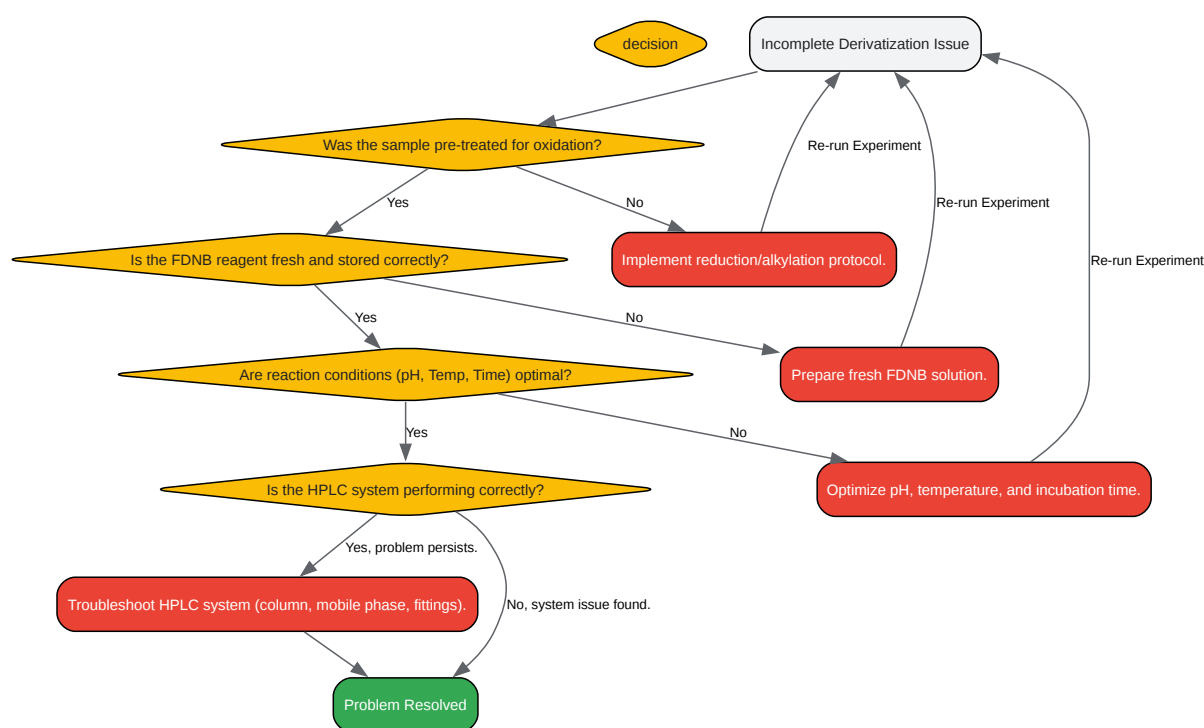 decision
Incomplete Derivatization Issue
Was the sample pre-treated for oxidation?
Re-run Experiment
Yes
No
Re-run Experiment
Is the FDNB reagent fresh and stored correctly?
Implement reduction/alkylation protocol.
Re-run Experiment
Yes
No
Are reaction conditions (pH, Temp, Time) optimal?
Prepare fresh FDNB solution.
Yes
No
Is the HPLC system performing correctly?
Optimize pH, temperature, and incubation time.
Yes, problem persists.
Troubleshoot HPLC system (column, mobile phase, fittings).
No, system issue found.
Problem Resolved